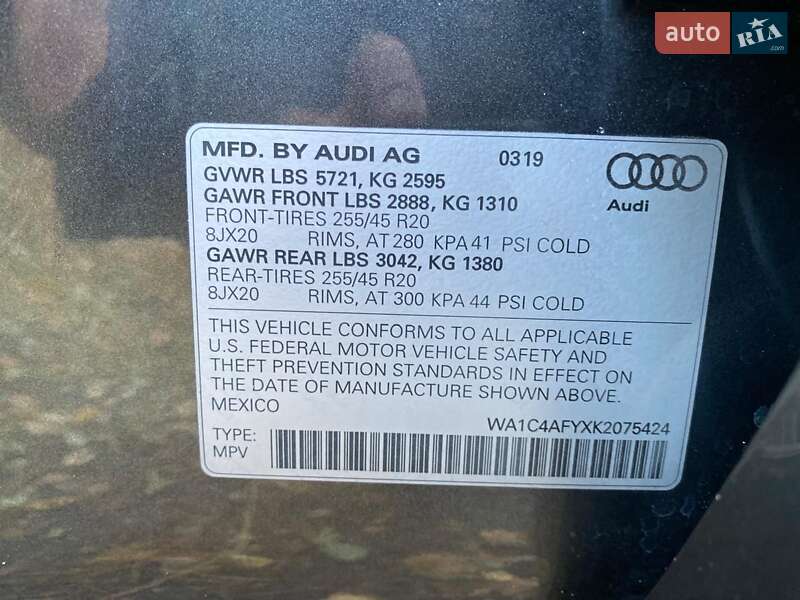 auto RIA.com
MFD. BY AUDI AG 0319
GVWR LBS 5721, KG 2595
GAWR FRONT LBS 2888, KG 1310
FRONT-TIRES 255/45 R20
8JX20 RIMS, AT 280 KPA 41 PSI COLD
GAWR REAR LBS 3042, KG 1380
REAR-TIRES 255/45 R20
8JX20 RIMS, AT 300 KPA 44 PSI COLD
Audi
THIS VEHICLE CONFORMS TO ALL APPLICABLE
U.S. FEDERAL MOTOR VEHICLE SAFETY AND
THEFT PREVENTION STANDARDS IN EFFECT ON
THE DATE OF MANUFACTURE SHOWN ABOVE.
MEXICO
WA1C4AFYXK2075424
TYPE:
MPV